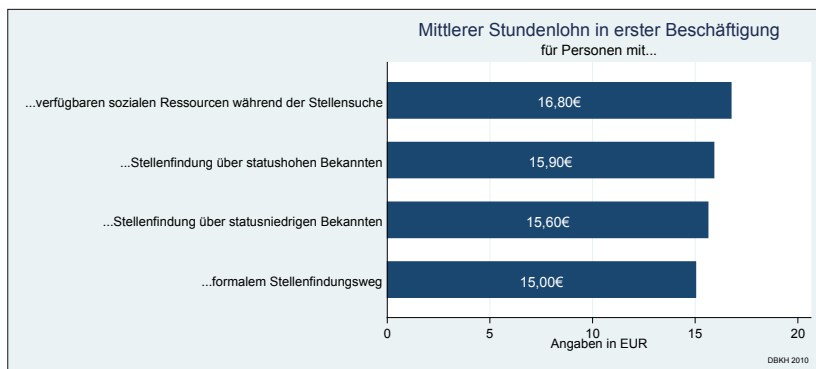 Mittlerer Stundenlohn in erster Beschäftigung
für Personen mit...
...verfügbaren sozialen Ressourcen während der Stellensuche
16,80€
...Stellenfindung über statushohen Bekannten
15,90€
...Stellenfindung über statusniedrigen Bekannten
15,60€
...formalem Stellenfindungsweg
15,00€
0 5 10 15 20
Angaben in EUR
DBKH 2010